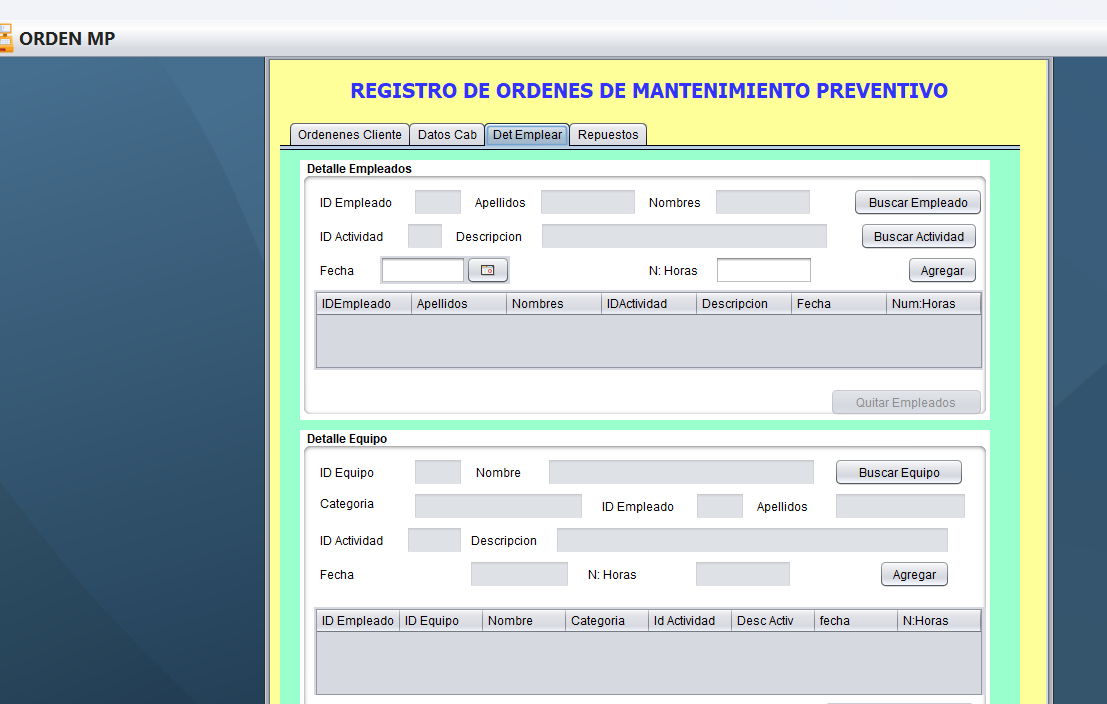 ORDEN MP
REGISTRO DE ORDENES DE MANTENIMIENTO PREVENTIVO
Ordenenes Cliente Datos Cab Det Emplear Repuestos
Detalle Empleados
ID Empleado Apellidos Nombres Buscar Empleado
ID Actividad Descripcion Buscar Actividad
Fecha N: Horas Agregar
IDEmpleado Apellidos Nombres IDActividad Descripcion Fecha Num:Horas
Quitar Empleados
Detalle Equipo
ID Equipo Nombre Buscar Equipo
Categoria ID Empleado Apellidos
ID Actividad Descripcion
Fecha N: Horas Agregar
ID Empleado ID Equipo Nombre Categoria Id Actividad Desc Activ fecha N:Horas